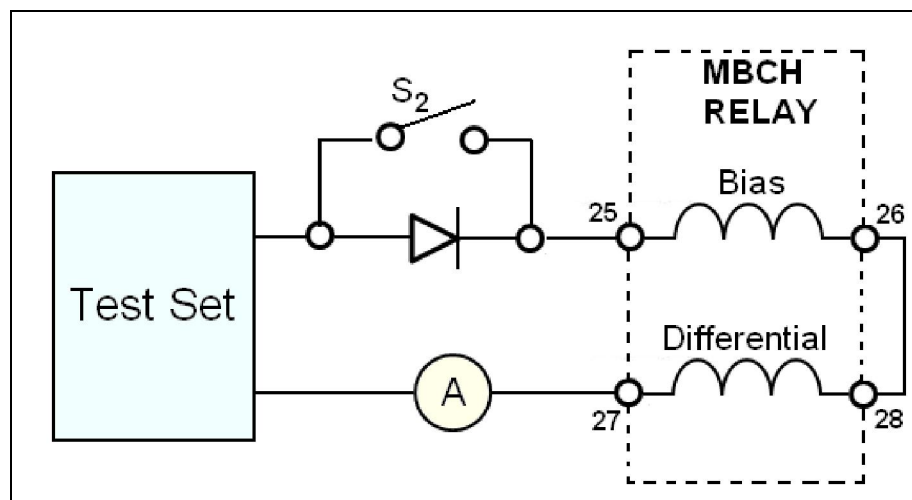 MBCH
RELAY
S2
Bias
25
26
Test Set
Differential
A
27
28